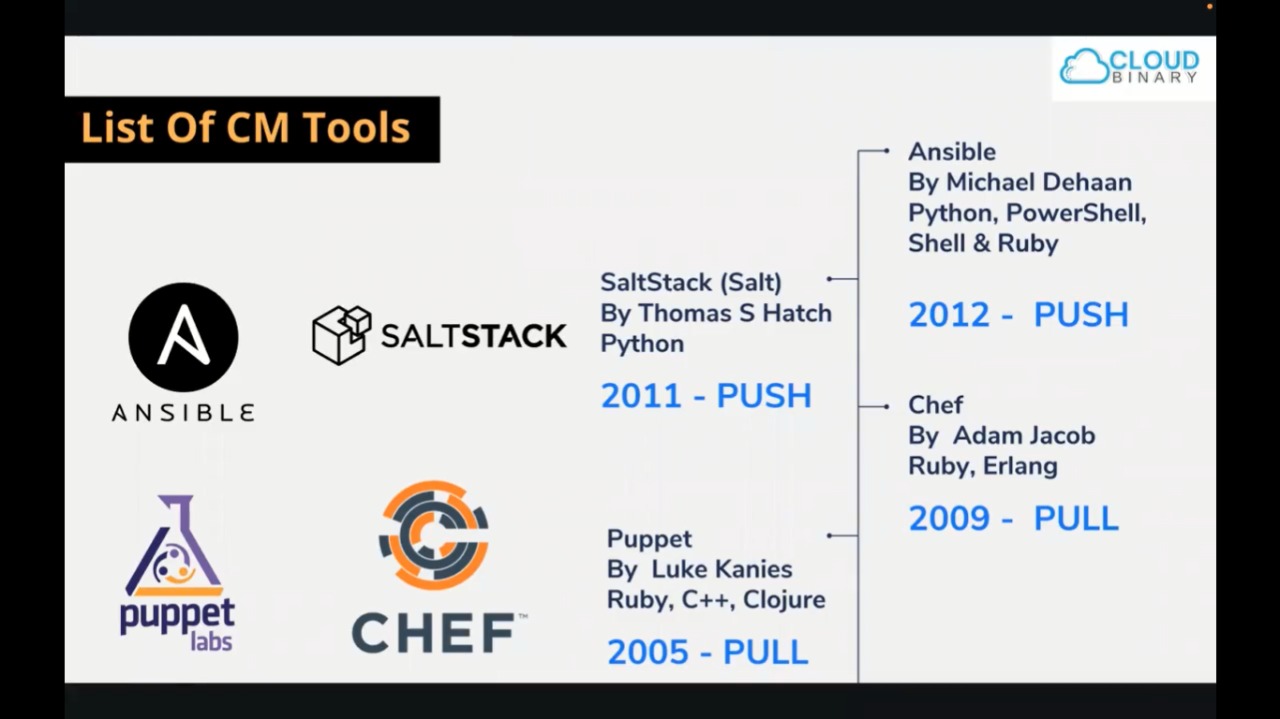 CLOUD
BINARY
List Of CM Tools
Ansible
By Michael Dehaan
Python, PowerShell,
Shell & Ruby
2012 - PUSH
SaltStack (Salt)
By Thomas S Hatch
Python
2011 - PUSH
ANSIBLE
SALTSTACK
Chef
By Adam Jacob
Ruby, Erlang
2009 - PULL
Puppet
By Luke Kanies
Ruby, C++, Clojure
2005 - PULL
puppet
labs
CHEF™